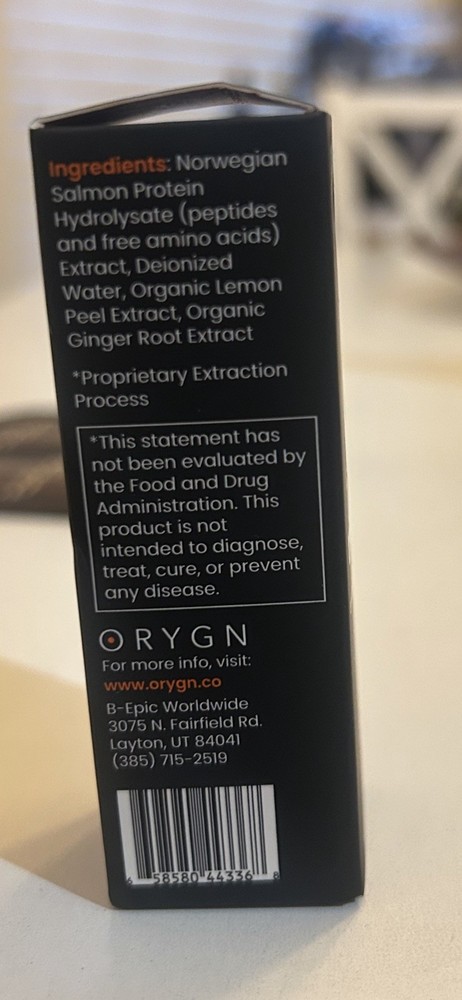 Ingredients: Norwegian
Salmon Protein
Hydrolysate (peptides
and free amino acids)
Extract, Deionized
Water, Organic Lemon
Peel Extract, Organic
Ginger Root Extract
*Proprietary Extraction
Process
*This statement has
not been evaluated by
the Food and Drug
Administration. This
product is not
intended to diagnose,
treat, cure, or prevent
any disease.
ORYGN
For more info, visit:
www.orygn.co
B-Epic Worldwide
3075 N. Fairfield Rd.
Layton, UT 84041
(385) 715-2519
6 58580 44336 8